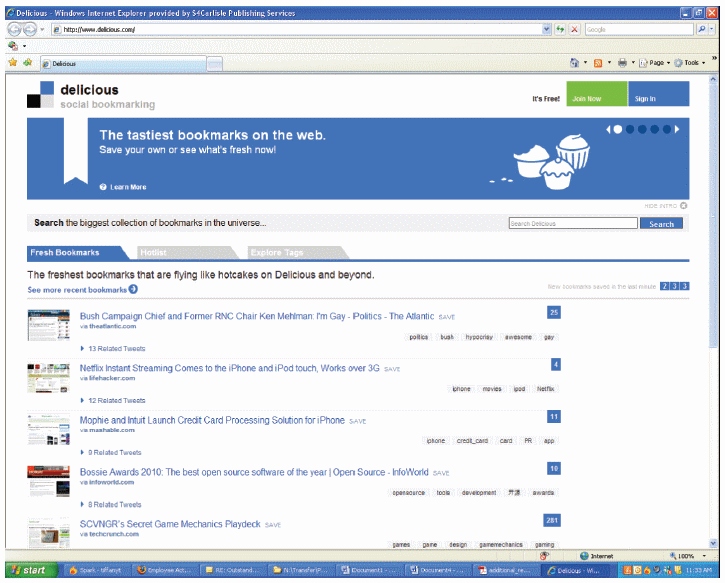 Delicious - Windows Internet Explorer provided by S4Carlisle Publishing Services
http://www.delicious.com/
Google
Delicious
Page
Tools
delicious
social bookmarking
It's Free!
Join Now
Sign In
The tastiest bookmarks on the web.
Save your own or see what's fresh now!
Learn More
HIDE INTRO
Search the biggest collection of bookmarks in the universe...
Search Delicious
Search
Fresh Bookmarks
Hotlist
Explore Tags
The freshest bookmarks that are flying like hotcakes on Delicious and beyond.
See more recent bookmarks
New bookmarks saved in the last minute 2 3 3
Bush Campaign Chief and Former RNC Chair Ken Mehlman: I'm Gay - Politics - The Atlantic SAVE
25
via theatlantic.com
politics bush hypocrisy awesome gay
13 Related Tweets
Netflix Instant Streaming Comes to the iPhone and iPod touch, Works over 3G SAVE
4
via lifehacker.com
iphone movies ipod Netflix
12 Related Tweets
Mophie and Intuit Launch Credit Card Processing Solution for iPhone SAVE
11
via mashable.com
iphone credit_card card PR app
9 Related Tweets
Bossie Awards 2010: The best open source software of the year | Open Source - InfoWorld SAVE
10
via infoworld.com
opensource tools development awards
8 Related Tweets
SCVNGR's Secret Game Mechanics Playdeck SAVE
281
via techcrunch.com
games game design gamemechanics gaming
Internet
100%
start
Spark - tiffanyt
Employee Act...
RE: Outstand...
N:\Transfer\P...
Document1 - ...
Document4 - ...
additional_re...
Delicious - Wi...
11:33 AM